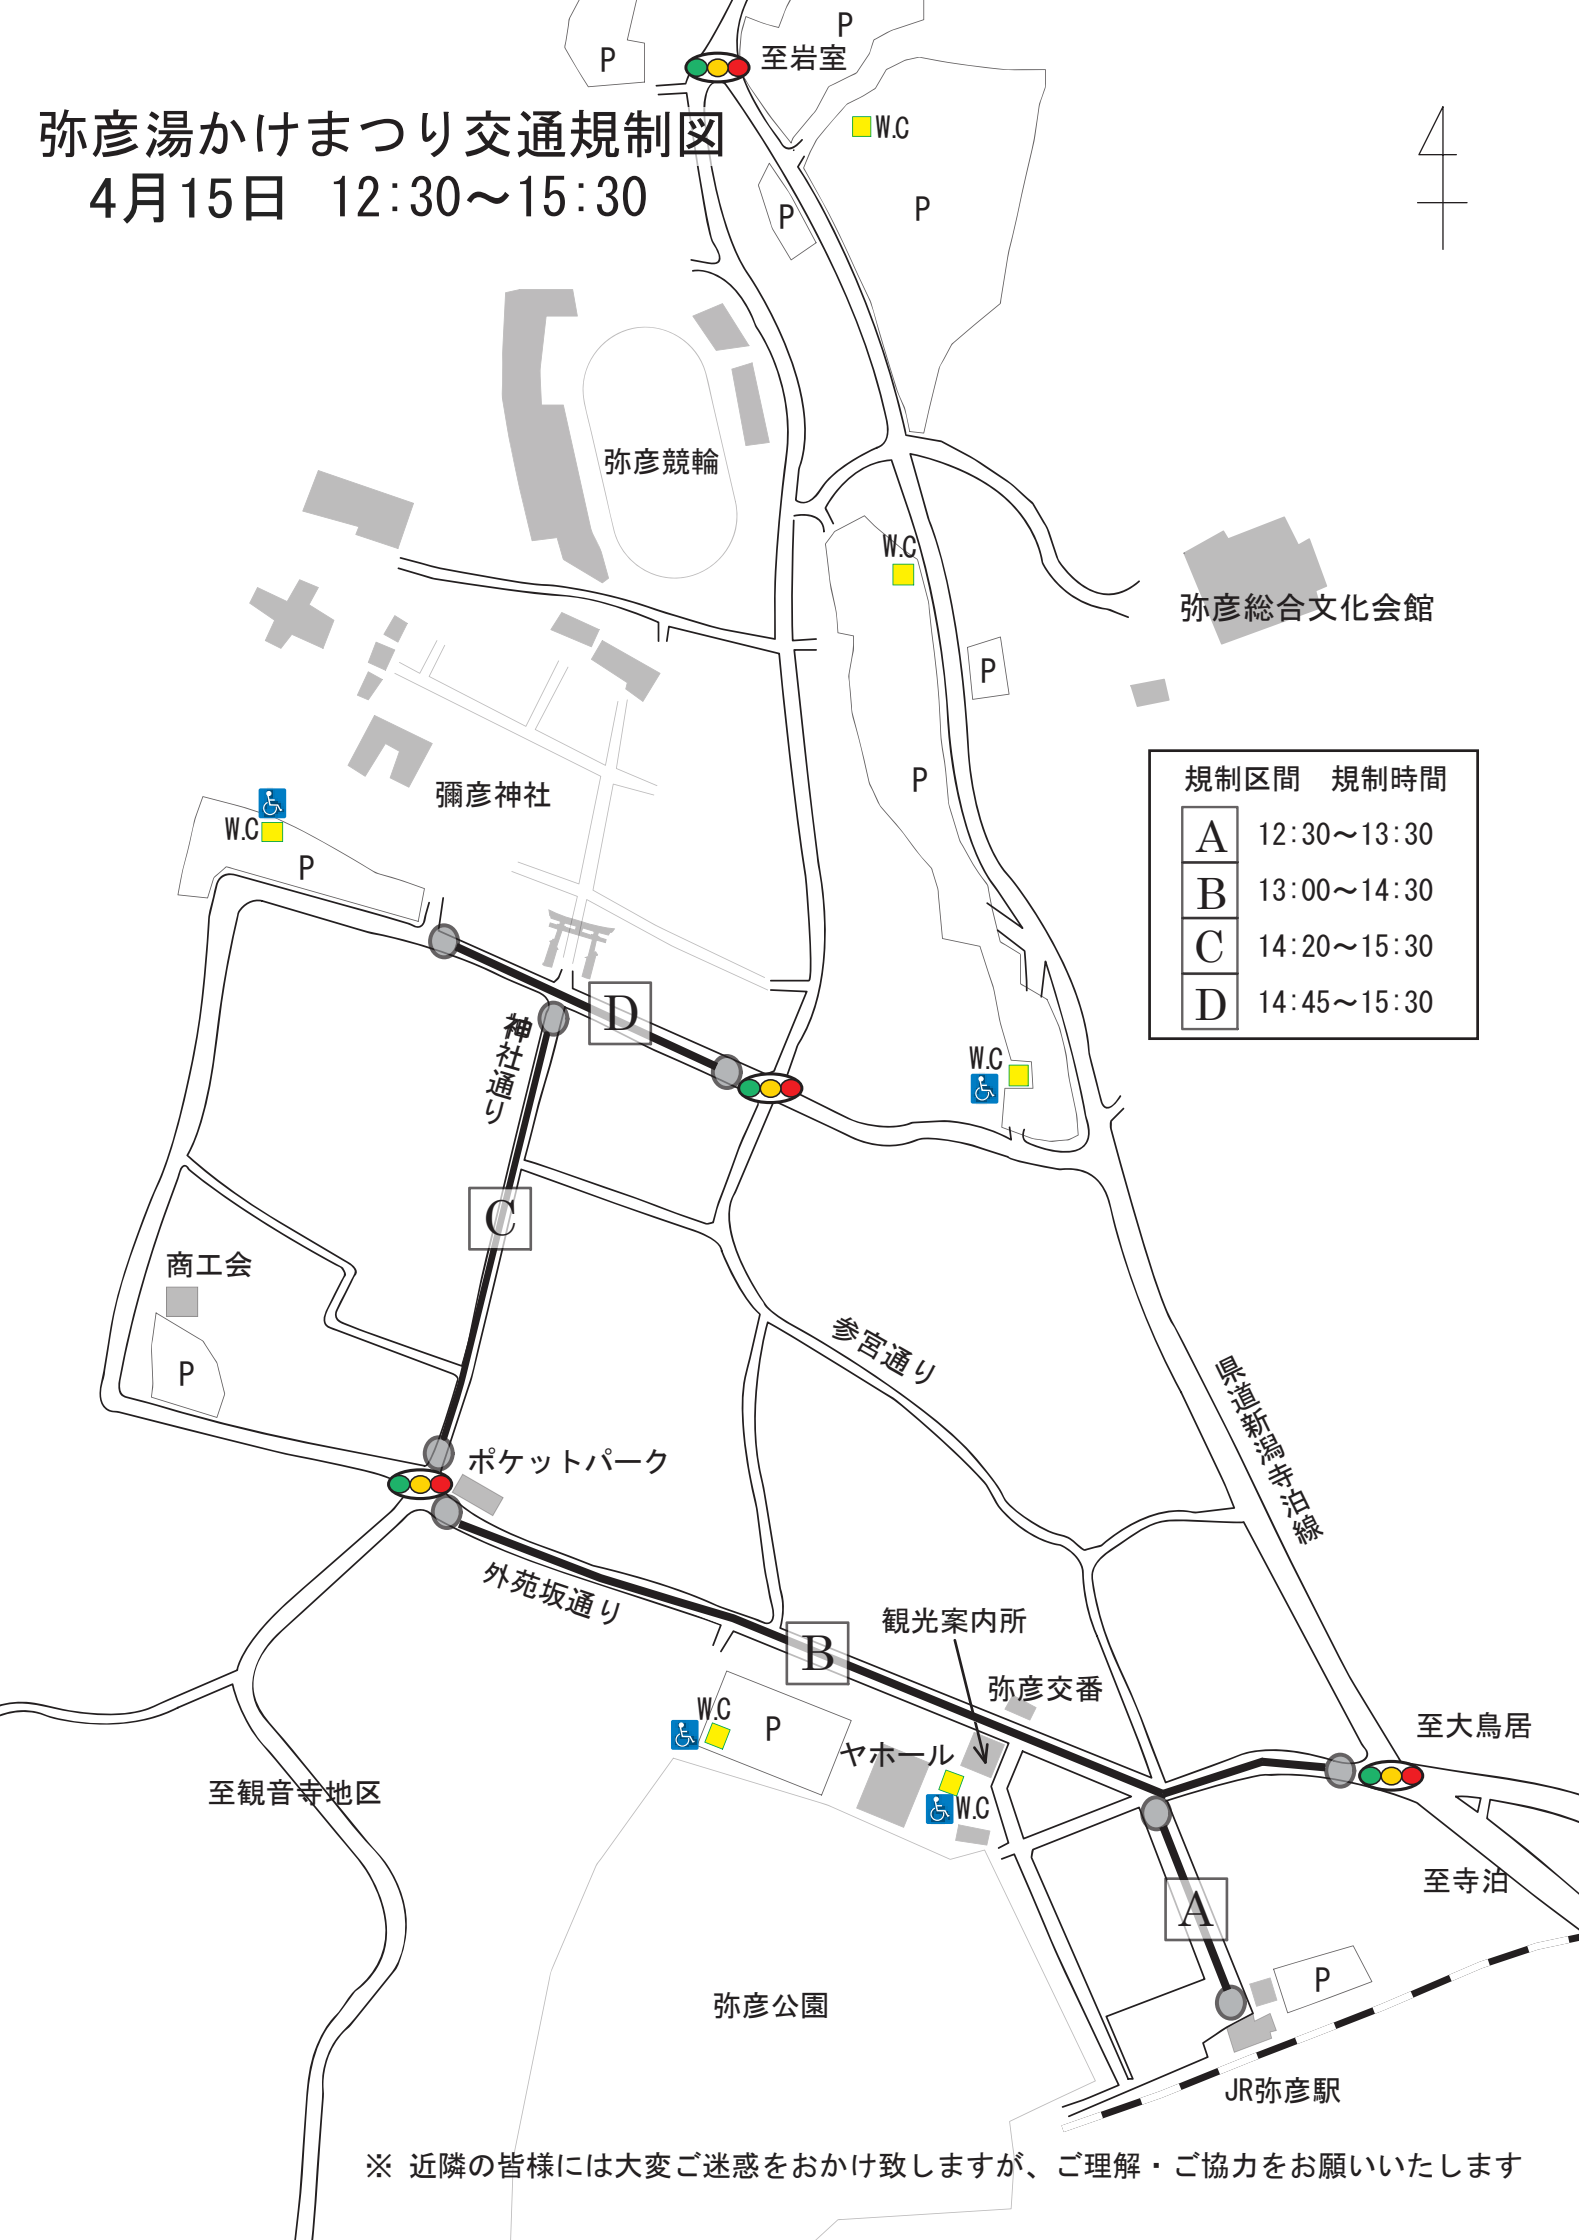 弥彦湯かけまつり交通規制図
4月15日 12:30～15:30
P
P
至岩室
W.C
P
P
弥彦競輪
W.C
弥彦総合文化会館
P
P
規制区間 規制時間
A 12:30～13:30
B 13:00～14:30
C 14:20～15:30
D 14:45～15:30
彌彦神社
W.C
P
D
神社通り
W.C
C
商工会
P
参宮通り
県道新潟寺泊線
ポケットパーク
外苑坂通り
B
観光案内所
弥彦交番
W.C
P
ヤホール
W.C
至大鳥居
至観音寺地区
至寺泊
A
P
弥彦公園
JR弥彦駅
※ 近隣の皆様には大変ご迷惑をおかけ致しますが、ご理解・ご協力をお願いいたします